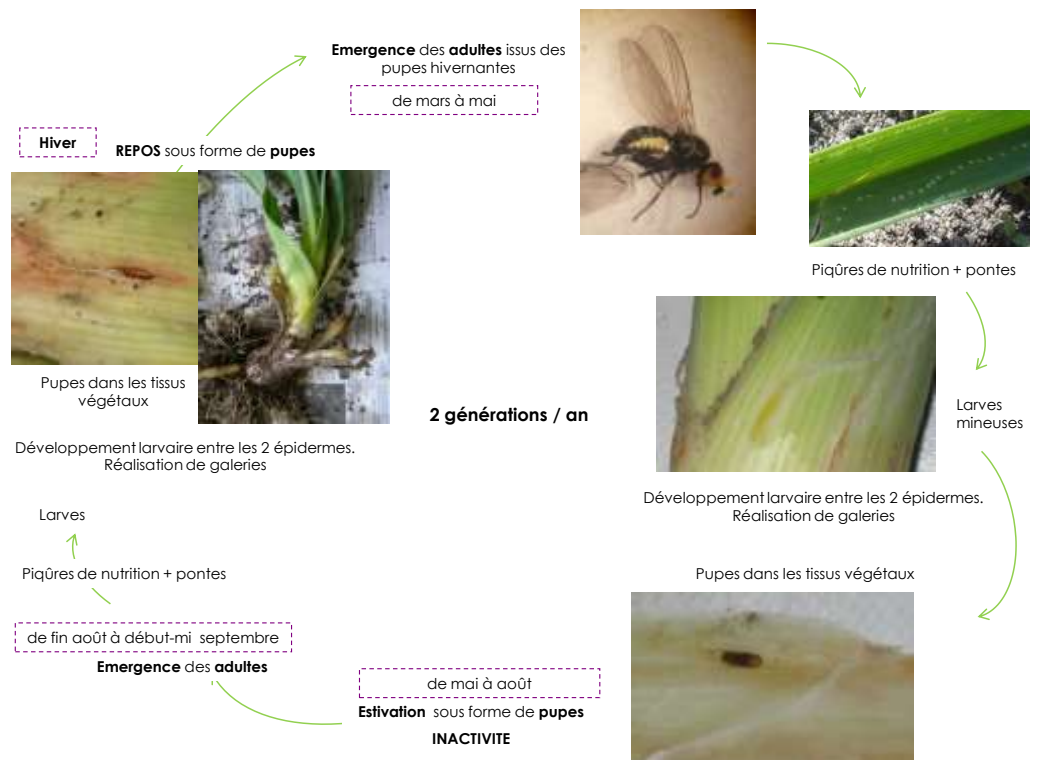 Emergence des adultes issus des
pupes hivernantes
de mars à mai
Hiver
REPOS sous forme de pupes
Piqûres de nutrition + pontes
Pupes dans les tissus
végétaux
2 générations / an
Larves
mineuses
Développement larvaire entre les 2 épidermes.
Réalisation de galeries
Développement larvaire entre les 2 épidermes.
Réalisation de galeries
Larves
Piqûres de nutrition + pontes
Pupes dans les tissus végétaux
de fin août à début-mi septembre
Emergence des adultes
de mai à août
Estivation sous forme de pupes
INACTIVITE